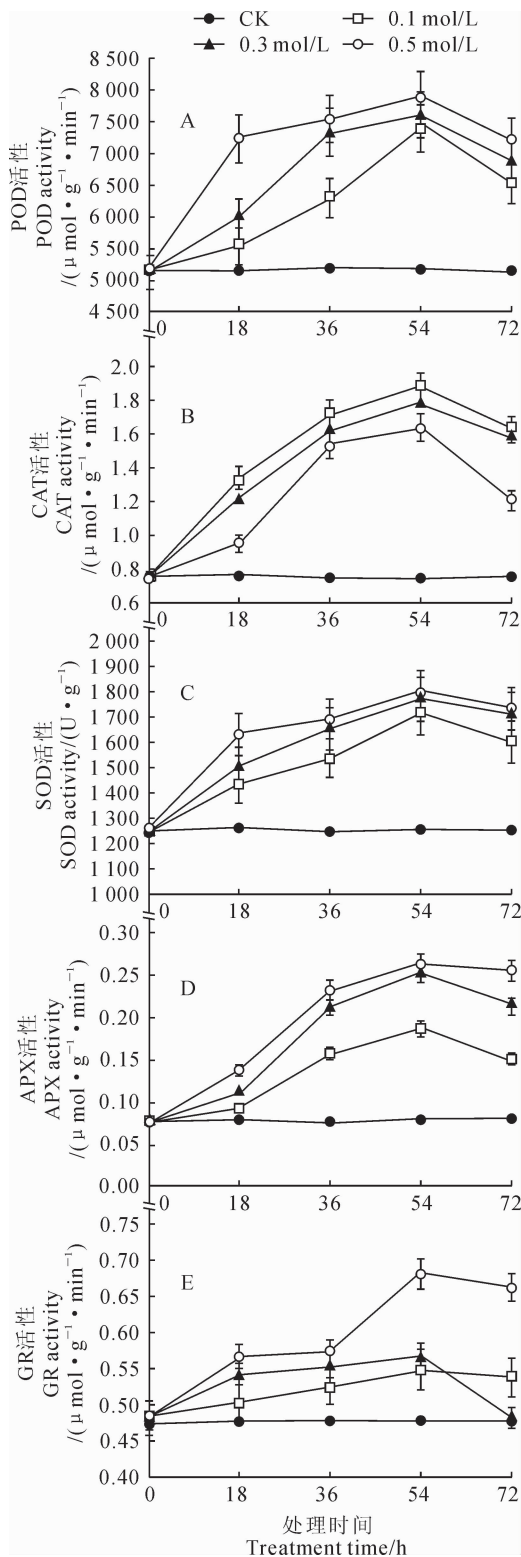 CK 0.1 mol/L
0.3 mol/L 0.5 mol/L
A
POD活性
POD activity
/(μmol·g⁻¹·min⁻¹)
8 500
8 000
7 500
7 000
6 500
6 000
5 500
5 000
4 500
0 18 36 54 72
B
CAT活性
CAT activity
/(μmol·g⁻¹·min⁻¹)
2.0
1.8
1.6
1.4
1.2
1.0
0.8
0.6
0 18 36 54 72
C
SOD活性
SOD activity/(U·g⁻¹)
2 000
1 900
1 800
1 700
1 600
1 500
1 400
1 300
1 200
1 100
1 000
0 18 36 54 72
D
APX活性
APX activity
/(μmol·g⁻¹·min⁻¹)
0.30
0.25
0.20
0.15
0.10
0.05
0.00
0 18 36 54 72
E
GR活性
GR activity
/(μmol·g⁻¹·min⁻¹)
0.75
0.70
0.65
0.60
0.55
0.50
0.45
0.40
0 18 36 54 72
处理时间
Treatment time/h